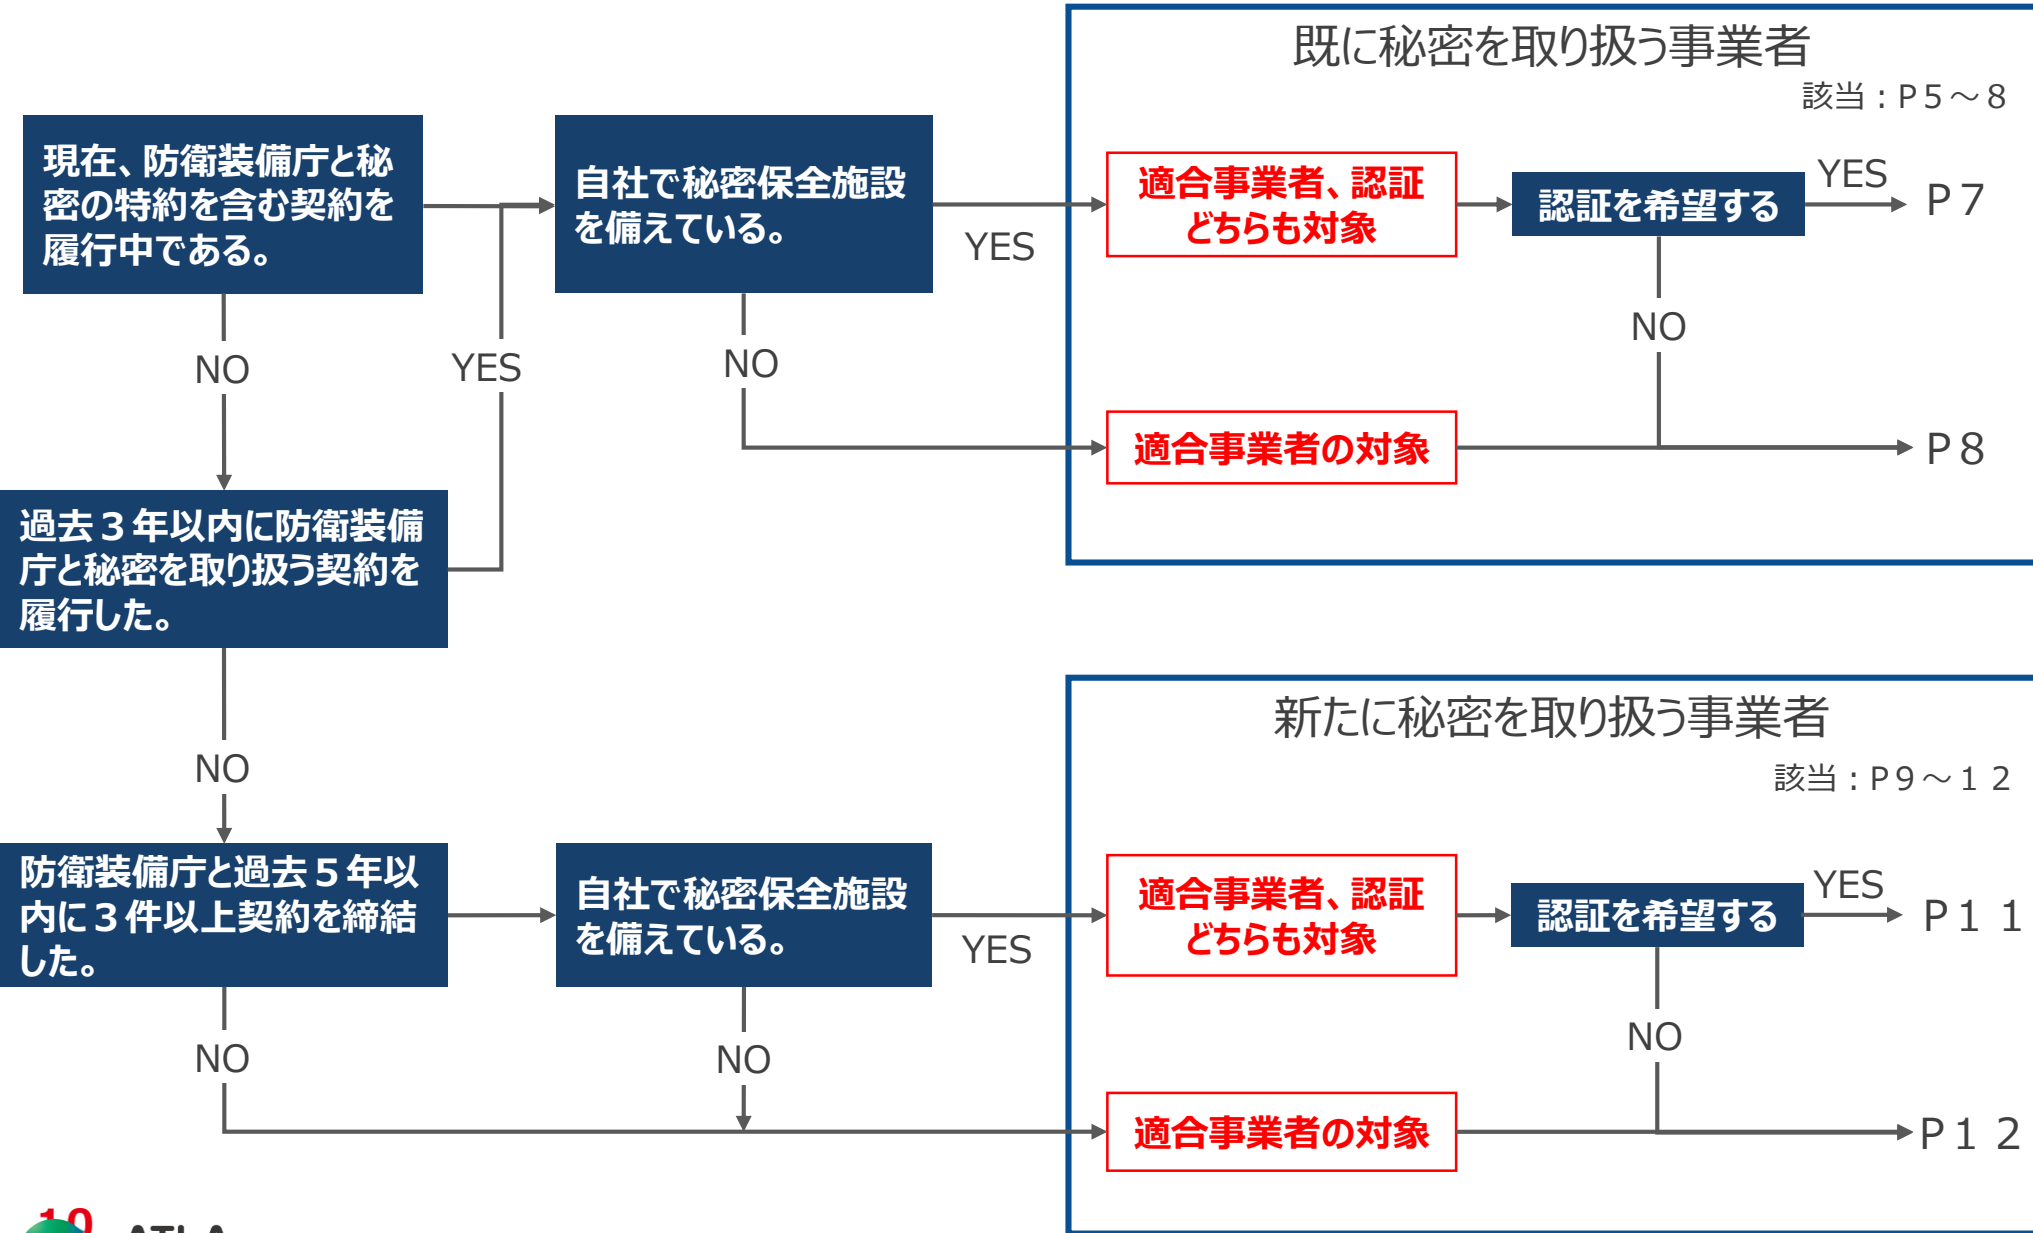 既に秘密を取り扱う事業者
該当：P５～８
現在、防衛装備庁と秘
密の特約を含む契約を
履行中である。
自社で秘密保全施設
を備えている。
YES
適合事業者、認証
どちらも対象
認証を希望する
YES
P７
NO
YES
NO
NO
適合事業者の対象
P８
過去３年以内に防衛装備
庁と秘密を取り扱う契約を
履行した。
NO
新たに秘密を取り扱う事業者
該当：P９～１２
防衛装備庁と過去５年以
内に３件以上契約を締結
した。
自社で秘密保全施設
を備えている。
YES
適合事業者、認証
どちらも対象
認証を希望する
YES
P１１
NO
NO
NO
適合事業者の対象
P１２
10